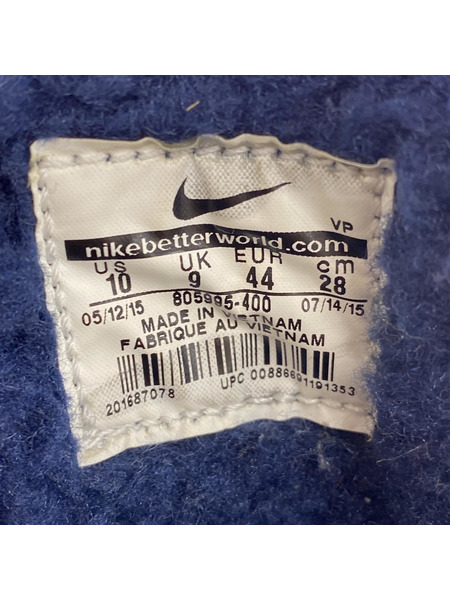 VP
nikebetterworld.com
US UK EUR cm
10 9 44 28
05/12/15 805995-400 07/14/15
MADE IN VIETNAM
FABRIQUE AU VIETNAM
201687078 UPC 00886691191353